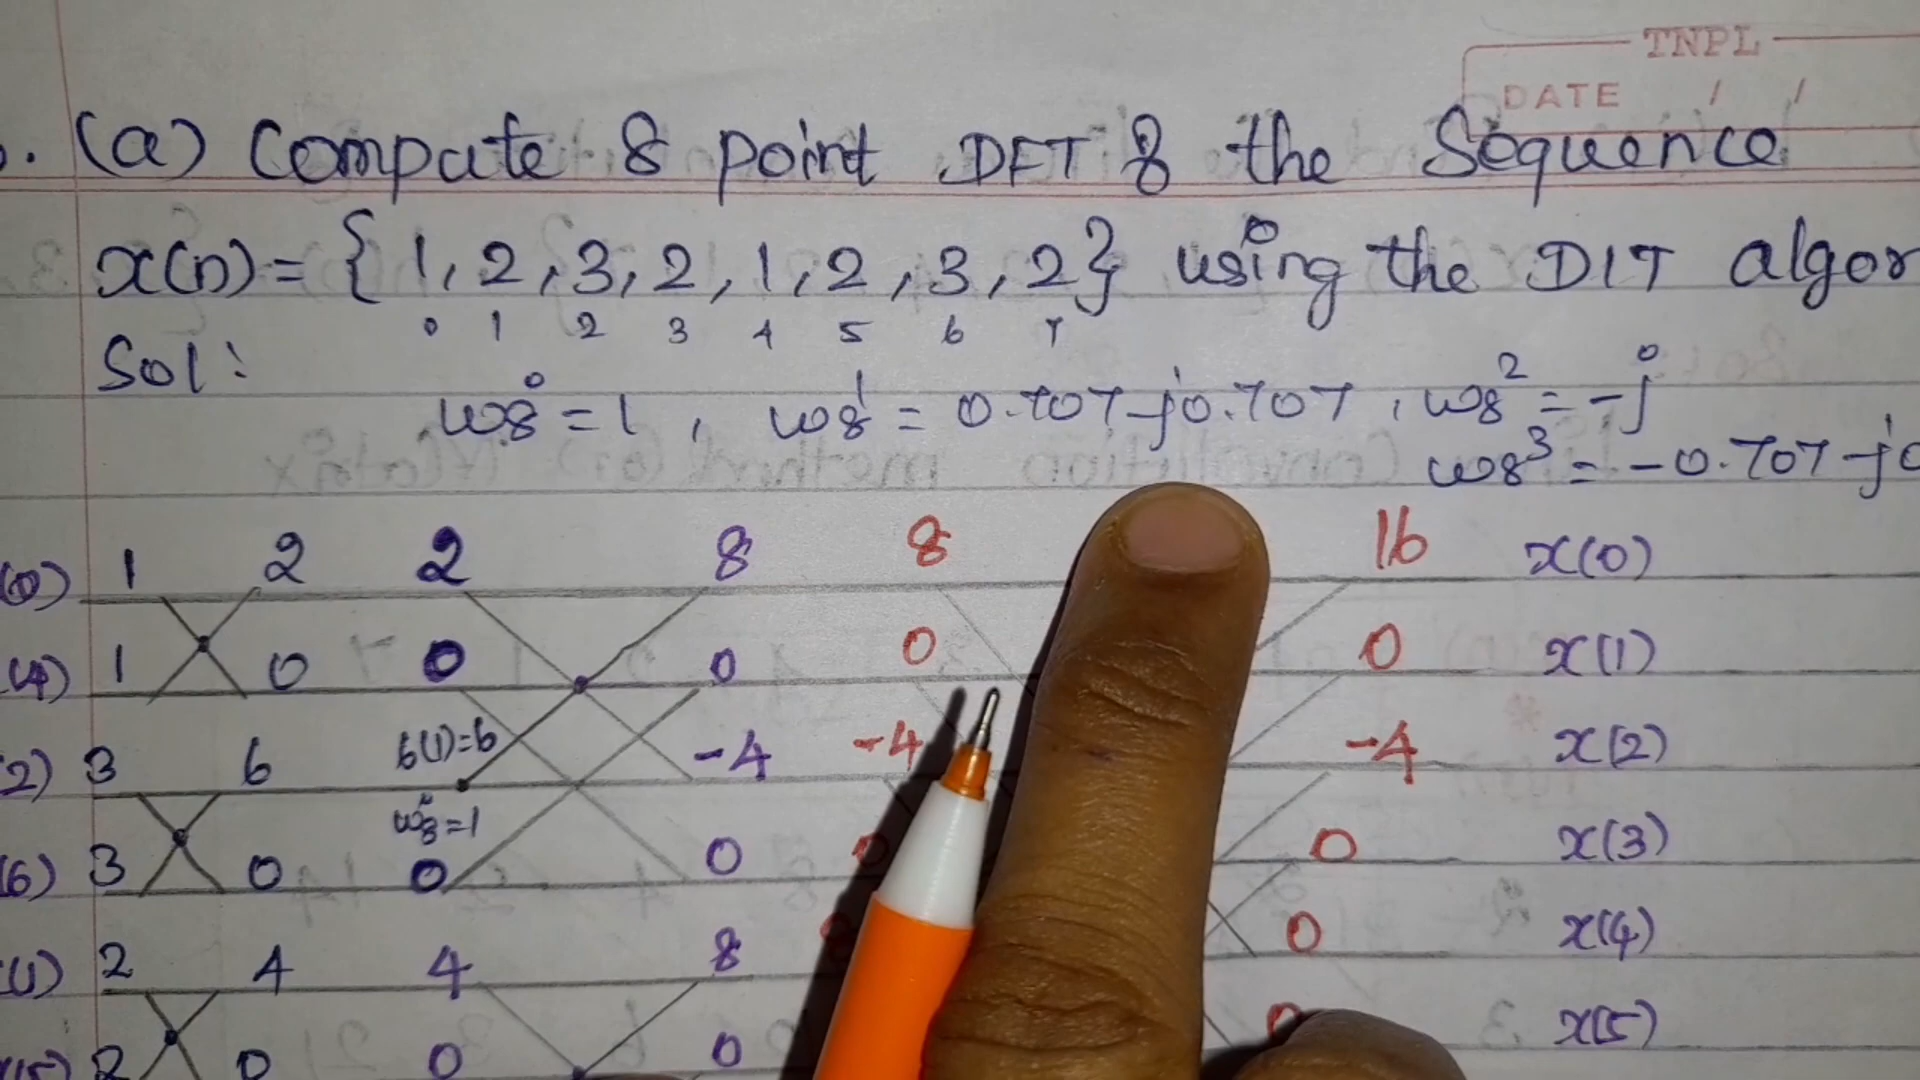 TNPL
DATE / /
(a) Compute 8 point DFT of the Sequence
x(n) = { 1, 2, 3, 2, 1, 2, 3, 2 } using the DIT algor
0 1 2 3 4 5 6 7
Sol:
w8^0 = 1 , w8^1 = 0.707-j0.707 , w8^2 = -j
w8^3 = -0.707-j0
(0) 1 2 2 8 8 16 x(0)
(4) 1 0 0 0 0 0 x(1)
6(1)=6
2) 3 6 -4 -4 -4 x(2)
w8^0=1
(6) 3 0 0 0 0 0 x(3)
(1) 2 4 4 8 0 x(4)
2 0 0 0 0 x(5)